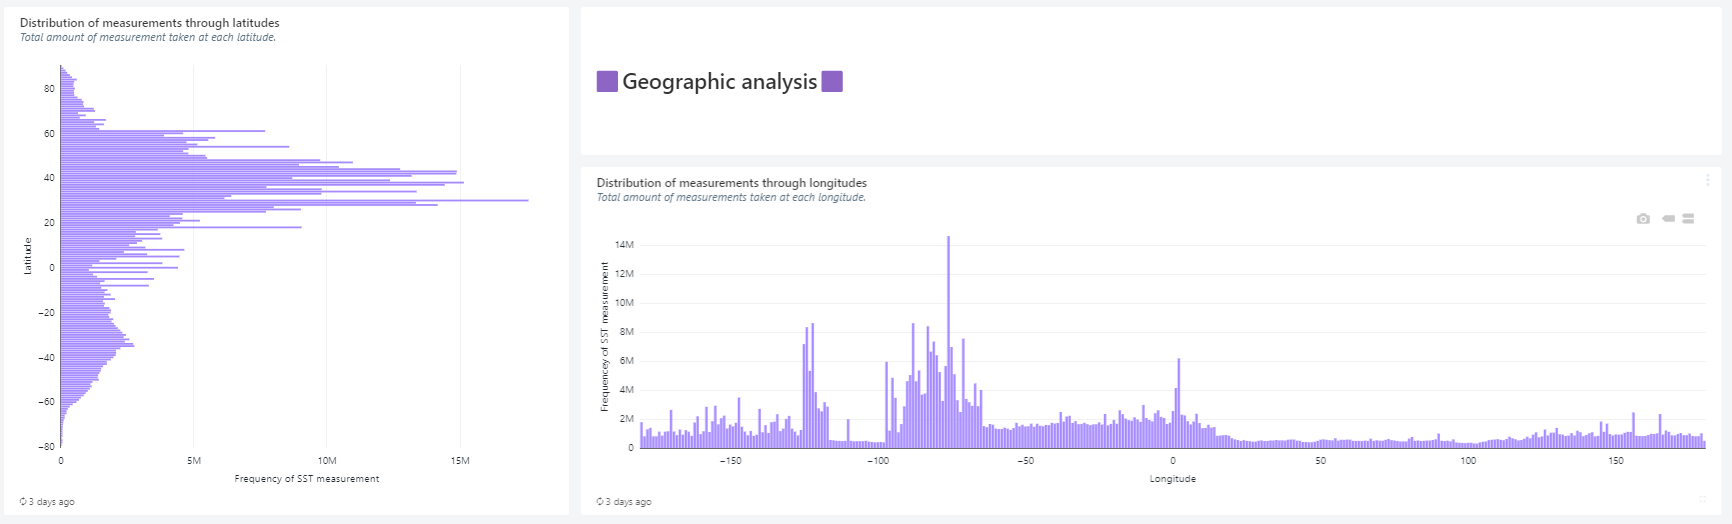 Distribution of measurements through latitudes
Total amount of measurement taken at each latitude.
80
60
40
20
0
−20
−40
−60
−80
Latitude
0
5M
10M
15M
Frequency of SST measurement
3 days ago
Geographic analysis
Distribution of measurements through longitudes
Total amount of measurements taken at each longitude.
14M
12M
10M
8M
6M
4M
2M
0
Frequencey of SST measurement
−150
−100
−50
0
50
100
150
Longitude
3 days ago